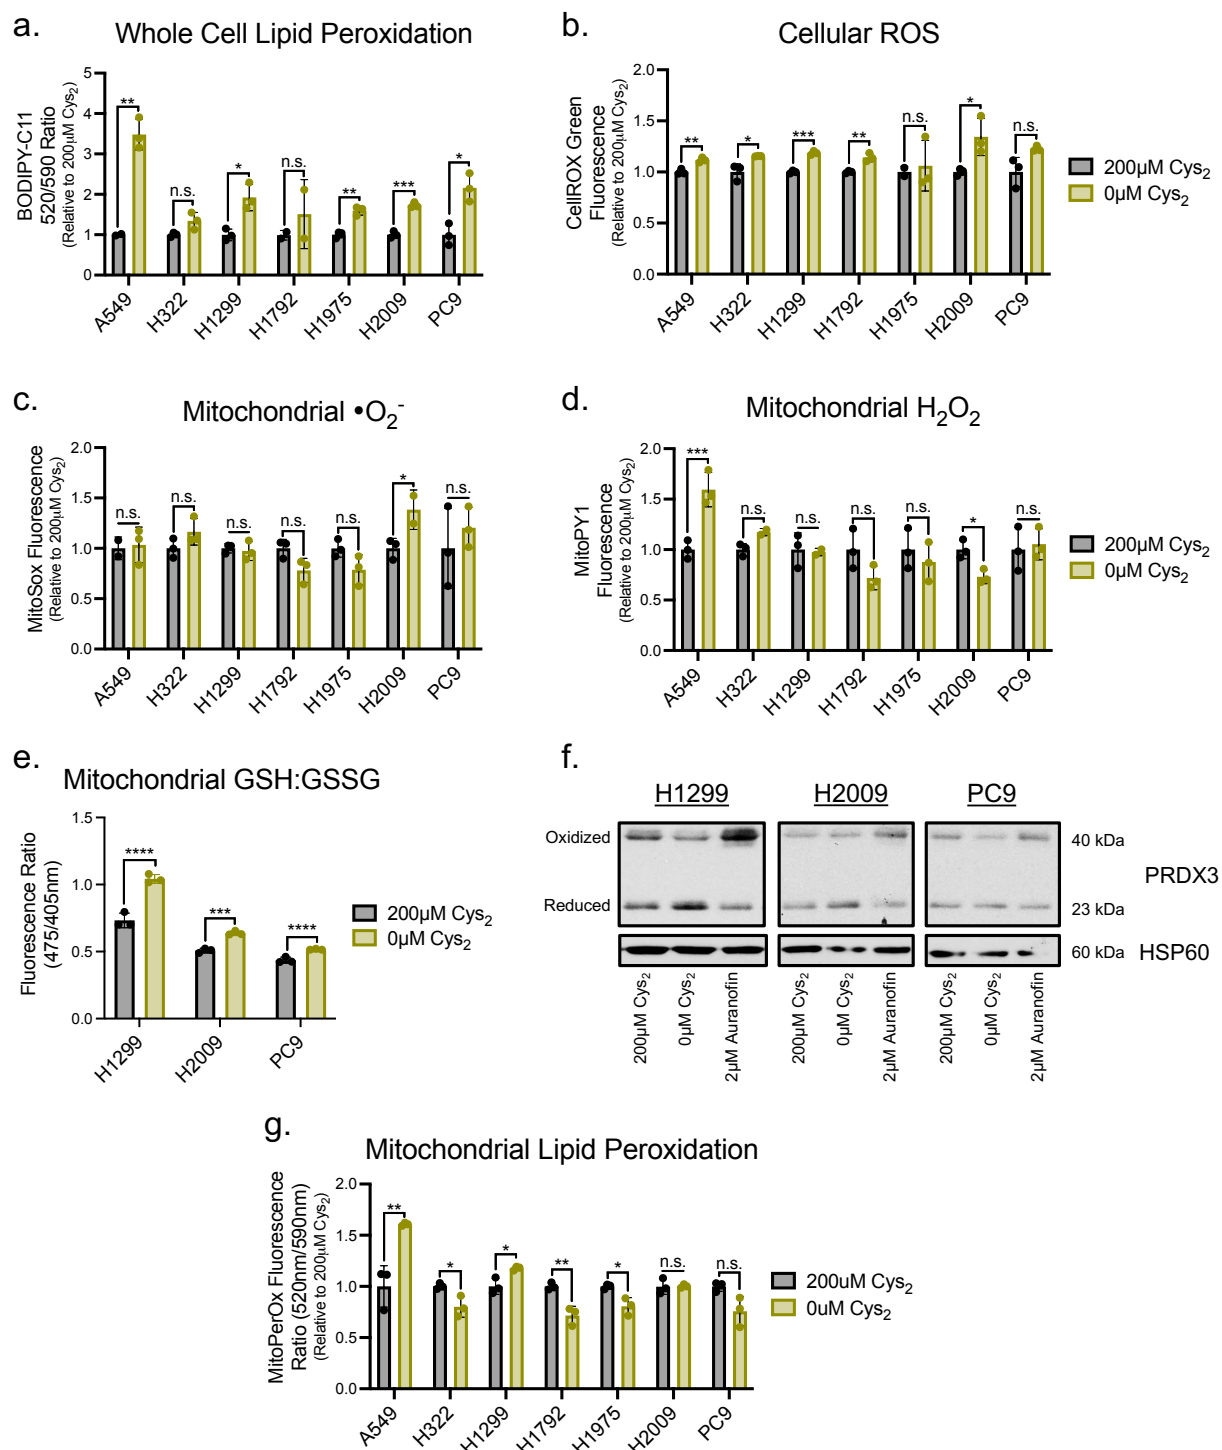 a.
Whole Cell Lipid Peroxidation
BODIPY-C11
520/590 Ratio
(Relative to 200μM Cys₂)
5
4
3
2
1
0
**
n.s.
*
n.s.
**
***
*
A549
H322
H1299
H1792
H1975
H2009
PC9
b.
Cellular ROS
CellROX Green
Fluorescence
(Relative to 200μM Cys₂)
2.0
1.5
1.0
0.5
0.0
**
*
***
**
n.s.
*
n.s.
A549
H322
H1299
H1792
H1975
H2009
PC9
200μM Cys₂
0μM Cys₂
c.
Mitochondrial •O₂⁻
MitoSox Fluorescence
(Relative to 200μM Cys₂)
2.0
1.5
1.0
0.5
0.0
n.s.
n.s.
n.s.
n.s.
n.s.
*
n.s.
A549
H322
H1299
H1792
H1975
H2009
PC9
d.
Mitochondrial H₂O₂
MitoPY1
Fluorescence
(Relative to 200μM Cys₂)
2.0
1.5
1.0
0.5
0.0
***
n.s.
n.s.
n.s.
n.s.
*
n.s.
A549
H322
H1299
H1792
H1975
H2009
PC9
200μM Cys₂
0μM Cys₂
e.
Mitochondrial GSH:GSSG
Fluorescence Ratio
(475/405nm)
1.5
1.0
0.5
0.0
****
***
****
H1299
H2009
PC9
200μM Cys₂
0μM Cys₂
f.
H1299
H2009
PC9
Oxidized
40 kDa
PRDX3
Reduced
23 kDa
60 kDa
HSP60
200μM Cys₂
0μM Cys₂
2μM Auranofin
200μM Cys₂
0μM Cys₂
2μM Auranofin
200μM Cys₂
0μM Cys₂
2μM Auranofin
g.
Mitochondrial Lipid Peroxidation
MitoPerOx Fluorescence
Ratio (520nm/590nm)
(Relative to 200μM Cys₂)
2.0
1.5
1.0
0.5
0.0
**
*
*
**
*
n.s.
n.s.
A549
H322
H1299
H1792
H1975
H2009
PC9
200uM Cys₂
0uM Cys₂